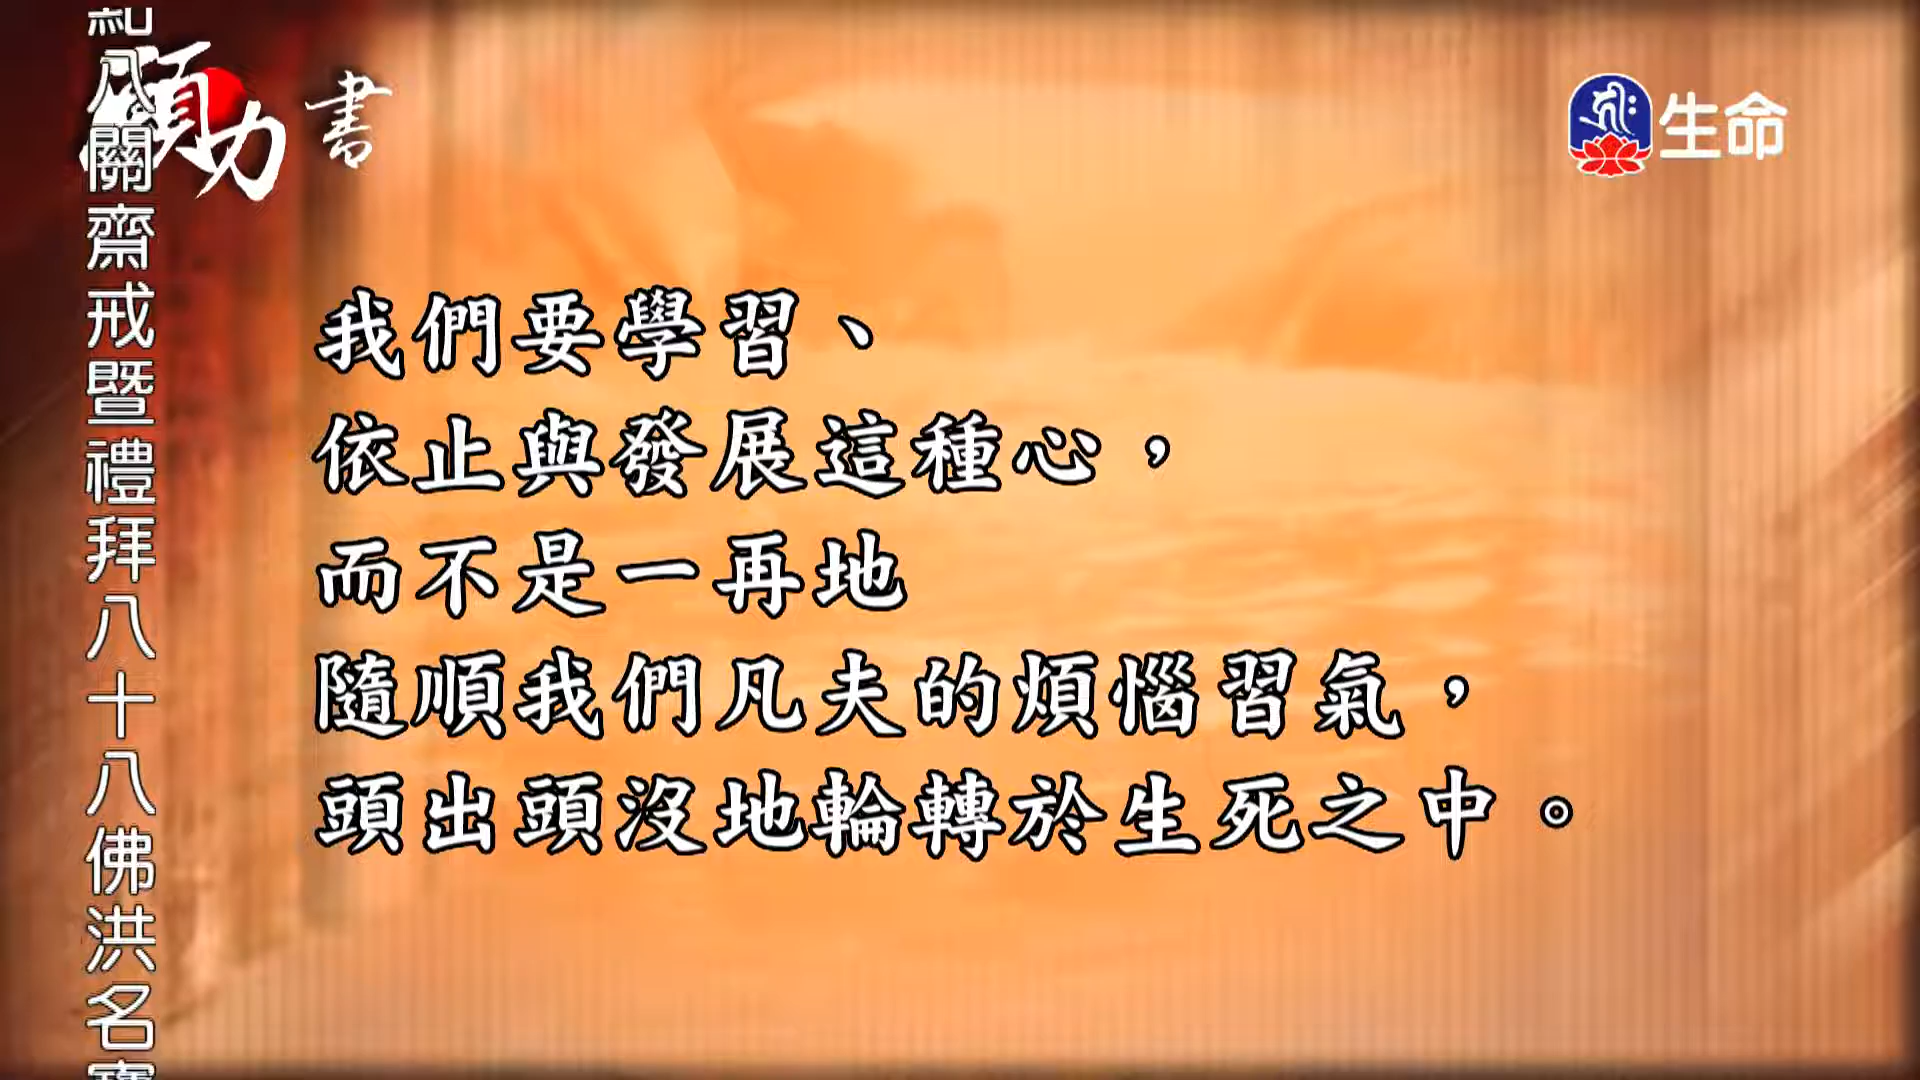 願力書
生命
我們要學習、
依止與發展這種心，
而不是一再地
隨順我們凡夫的煩惱習氣，
頭出頭沒地輪轉於生死之中。
八關齋戒暨禮拜八十八佛洪名寶